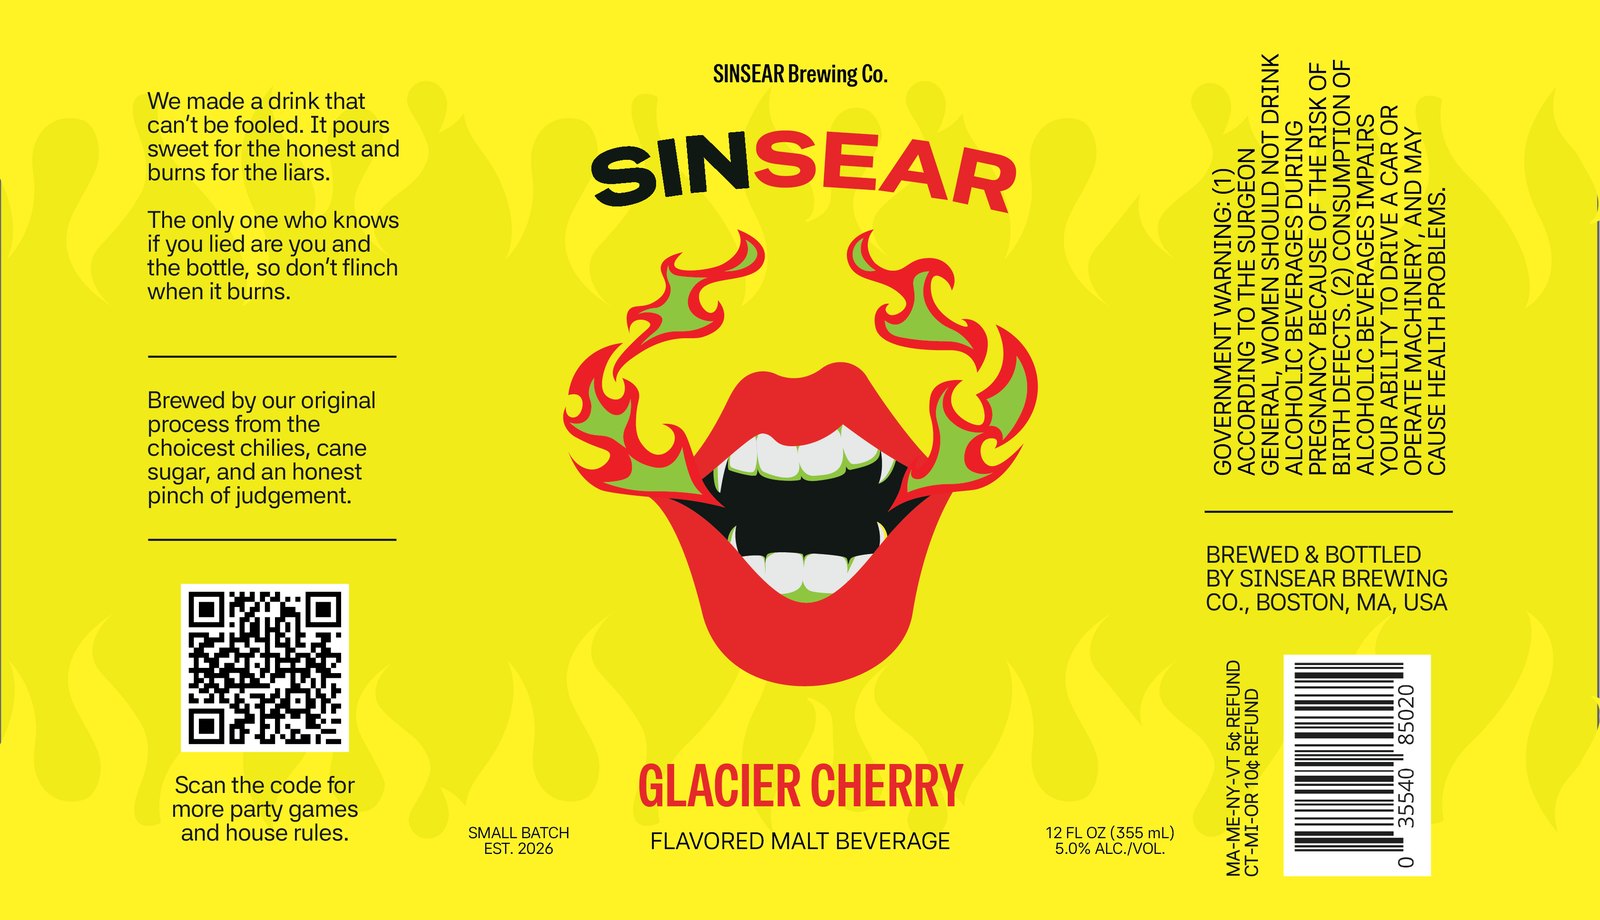 We made a drink that
can't be fooled. It pours
sweet for the honest and
burns for the liars.
The only one who knows
if you lied are you and
the bottle, so don't flinch
when it burns.
Brewed by our original
process from the
choicest chilies, cane
sugar, and an honest
pinch of judgement.
Scan the code for
more party games
and house rules.
SINSEAR Brewing Co.
SINSEAR
GLACIER CHERRY
SMALL BATCH
EST. 2026
FLAVORED MALT BEVERAGE
12 FL OZ (355 mL)
5.0% ALC./VOL.
GOVERNMENT WARNING: (1)
ACCORDING TO THE SURGEON
GENERAL, WOMEN SHOULD NOT DRINK
ALCOHOLIC BEVERAGES DURING
PREGNANCY BECAUSE OF THE RISK OF
BIRTH DEFECTS. (2) CONSUMPTION OF
ALCOHOLIC BEVERAGES IMPAIRS
YOUR ABILITY TO DRIVE A CAR OR
OPERATE MACHINERY, AND MAY
CAUSE HEALTH PROBLEMS.
BREWED & BOTTLED
BY SINSEAR BREWING
CO., BOSTON, MA, USA
MA-ME-NY-VT 5¢ REFUND
CT-MI-OR 10¢ REFUND
0 35540 85020